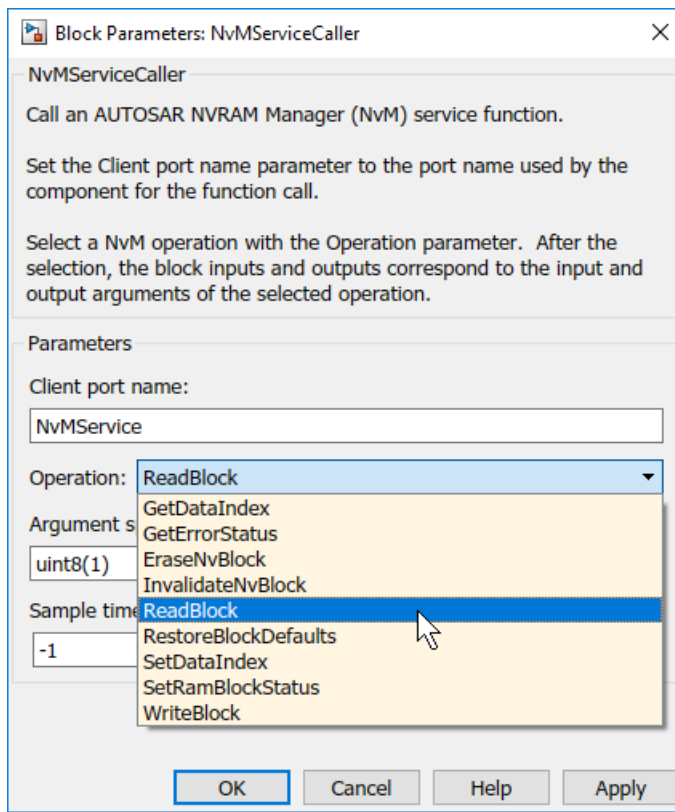 Block Parameters: NvMServiceCaller
NvMServiceCaller
Call an AUTOSAR NVRAM Manager (NvM) service function.
Set the Client port name parameter to the port name used by the
component for the function call.
Select a NvM operation with the Operation parameter.  After the
selection, the block inputs and outputs correspond to the input and
output arguments of the selected operation.
Parameters
Client port name:
NvMService
Operation: ReadBlock
GetDataIndex
Argument
GetErrorStatus
EraseNvBlock
uint8(1)
InvalidateNvBlock
Sample time
ReadBlock
RestoreBlockDefaults
-1
SetDataIndex
SetRamBlockStatus
WriteBlock
OK Cancel Help Apply